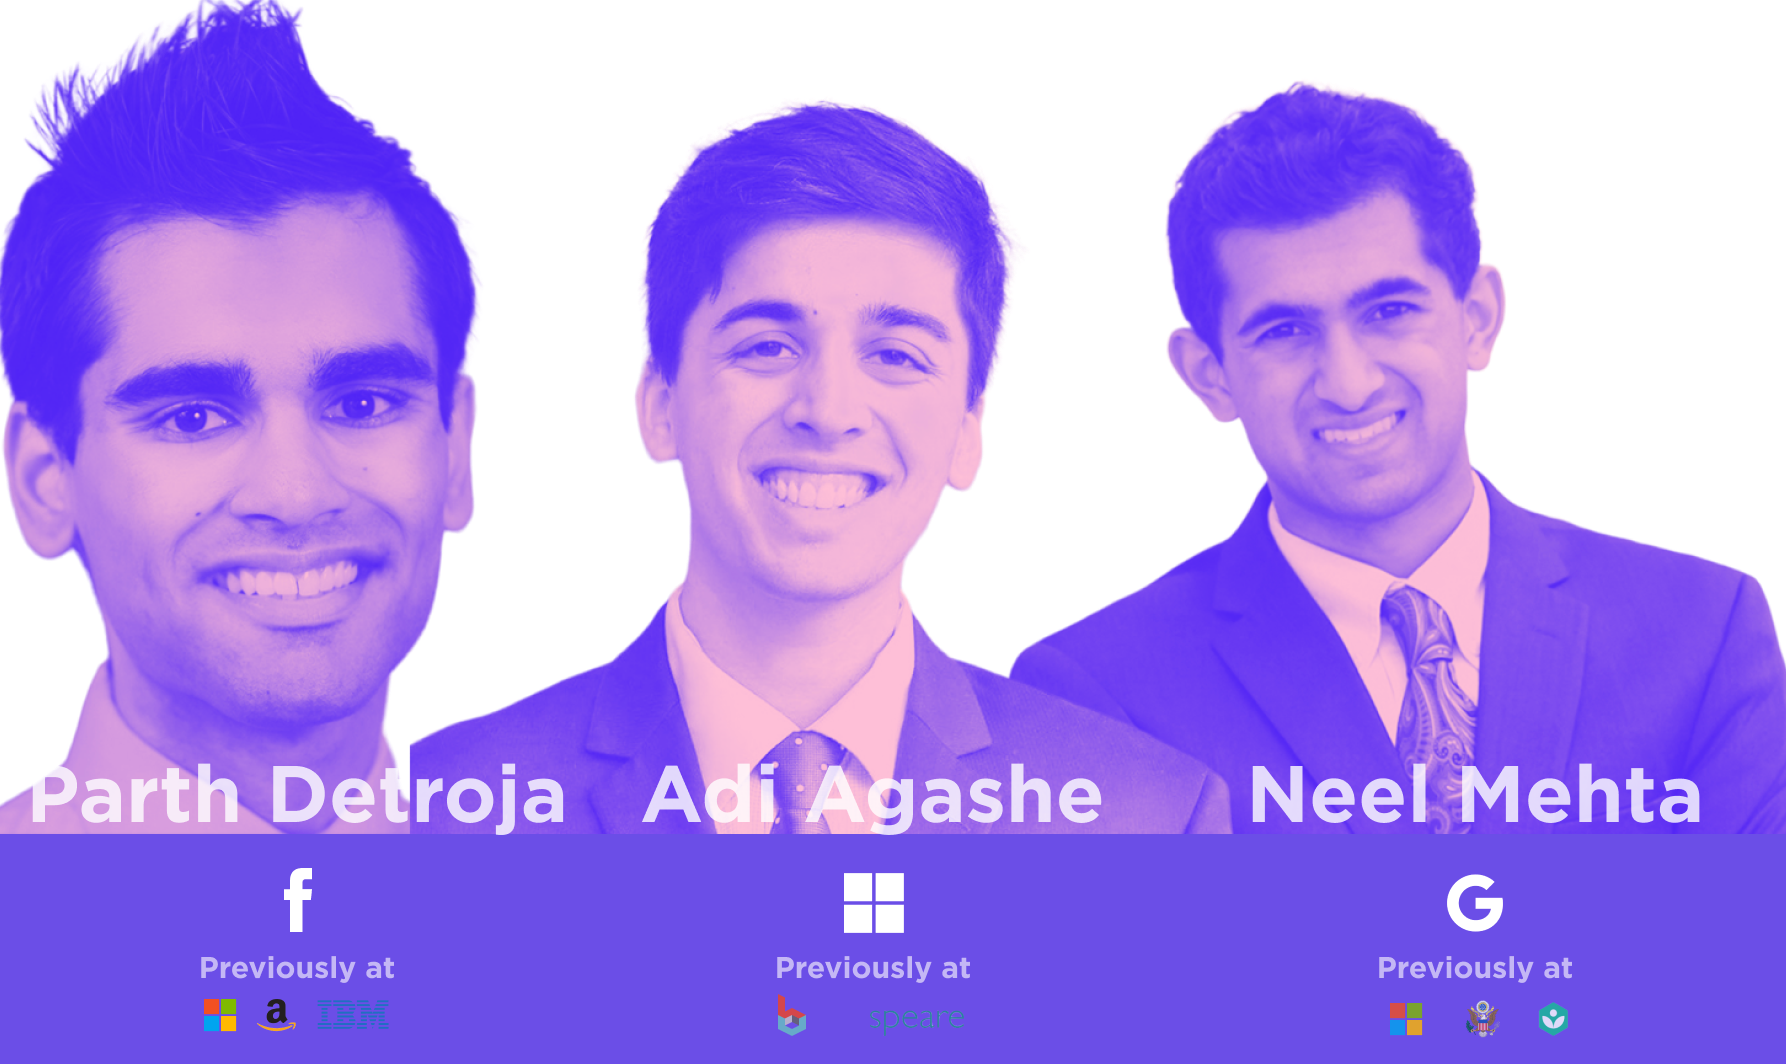 Parth Detroja
Adi Agashe
Neel Mehta
f
G
Previously at
Previously at
Previously at
a
IBM
b
speare